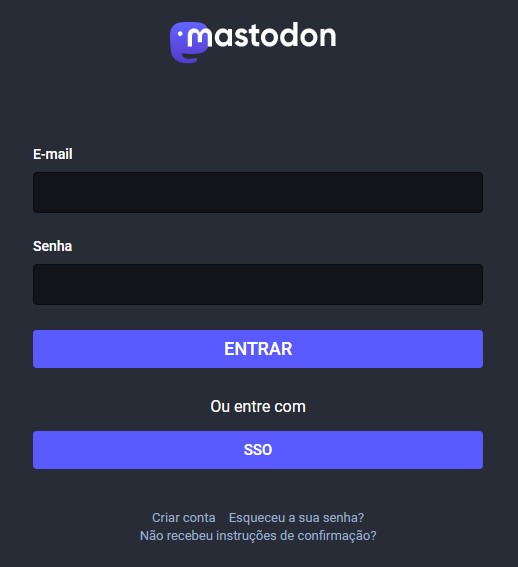 mastodon
E-mail
Senha
ENTRAR
Ou entre com
SSO
Criar conta Esqueceu a sua senha?
Não recebeu instruções de confirmação?